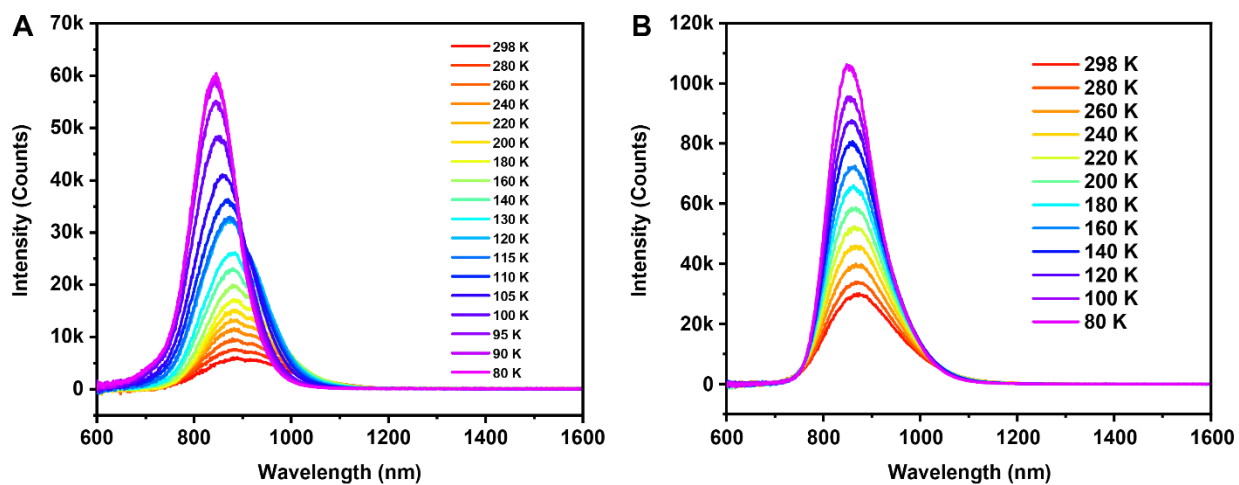 A
70k
60k
50k
40k
30k
20k
10k
0
Intensity (Counts)
600
800
1000
1200
1400
1600
Wavelength (nm)
298 K
280 K
260 K
240 K
220 K
200 K
180 K
160 K
140 K
130 K
120 K
115 K
110 K
105 K
100 K
95 K
90 K
80 K
B
120k
100k
80k
60k
40k
20k
0
Intensity (Counts)
600
800
1000
1200
1400
1600
Wavelength (nm)
298 K
280 K
260 K
240 K
220 K
200 K
180 K
160 K
140 K
120 K
100 K
80 K